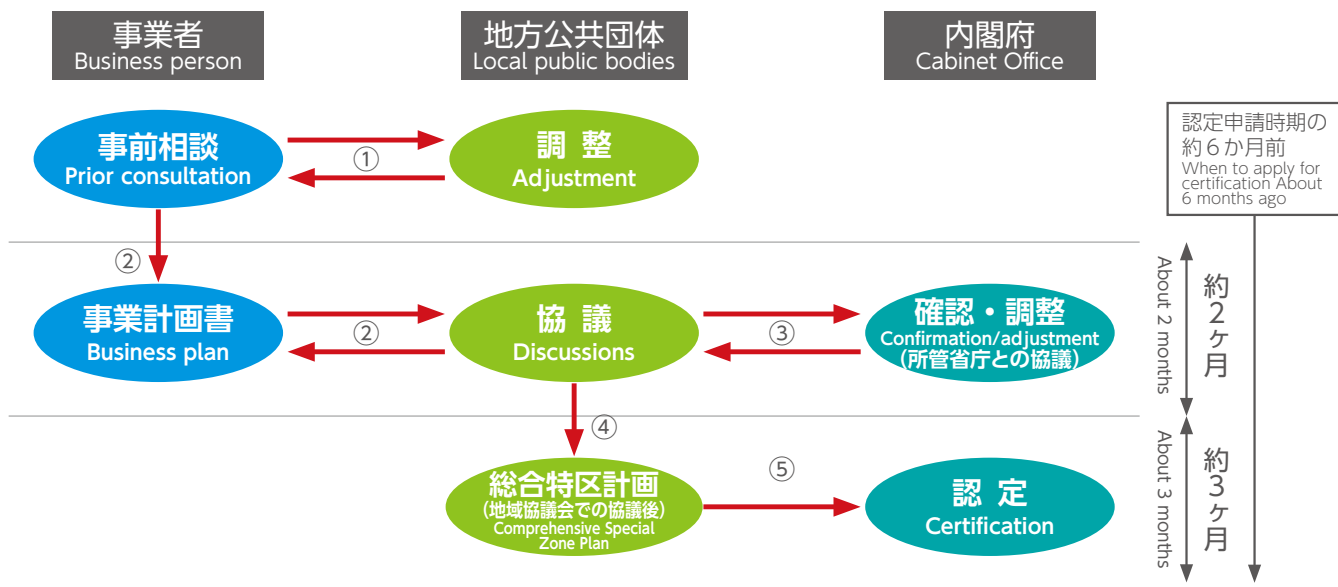 事業者
Business person
地方公共団体
Local public bodies
内閣府
Cabinet Office
認定申請時期の
約6か月前
When to apply for
certification About
6 months ago
事前相談
Prior consultation
①
調 整
Adjustment
②
事業計画書
Business plan
②
協 議
Discussions
③
確認・調整
Confirmation/adjustment
(所管省庁との協議)
About 2 months
約2ヶ月
④
総合特区計画
(地域協議会での協議後)
Comprehensive Special
Zone Plan
⑤
認 定
Certification
About 3 months
約3ヶ月